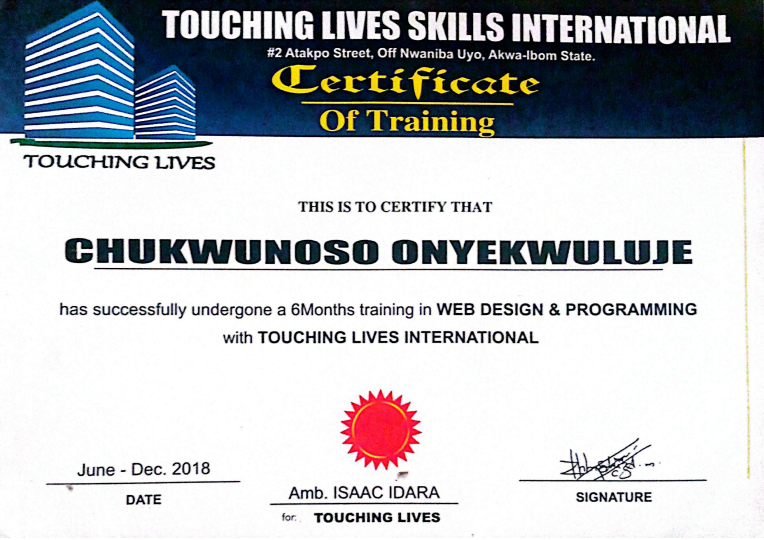 TOUCHING LIVES SKILLS INTERNATIONAL
#2 Atakpo Street, Off Nwaniba Uyo, Akwa-Ibom State.
Certificate
Of Training
TOUCHING LIVES
THIS IS TO CERTIFY THAT
CHUKWUNOSO ONYEKWULUJE
has successfully undergone a 6Months training in WEB DESIGN & PROGRAMMING
with TOUCHING LIVES INTERNATIONAL
June - Dec. 2018
DATE
Amb. ISAAC IDARA
for: TOUCHING LIVES
SIGNATURE